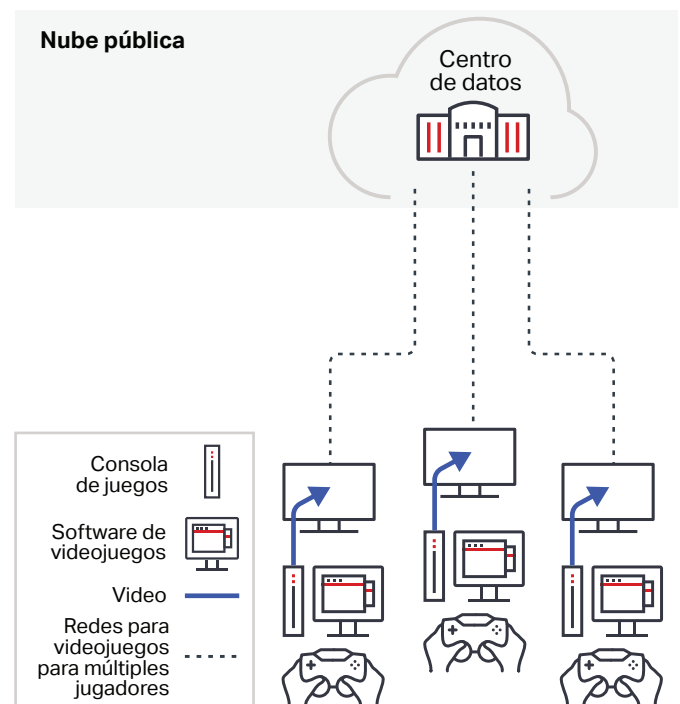 Nube pública
Centro
de datos
Consola
de juegos
Software de
videojuegos
Video
Redes para
videojuegos
para múltiples
jugadores